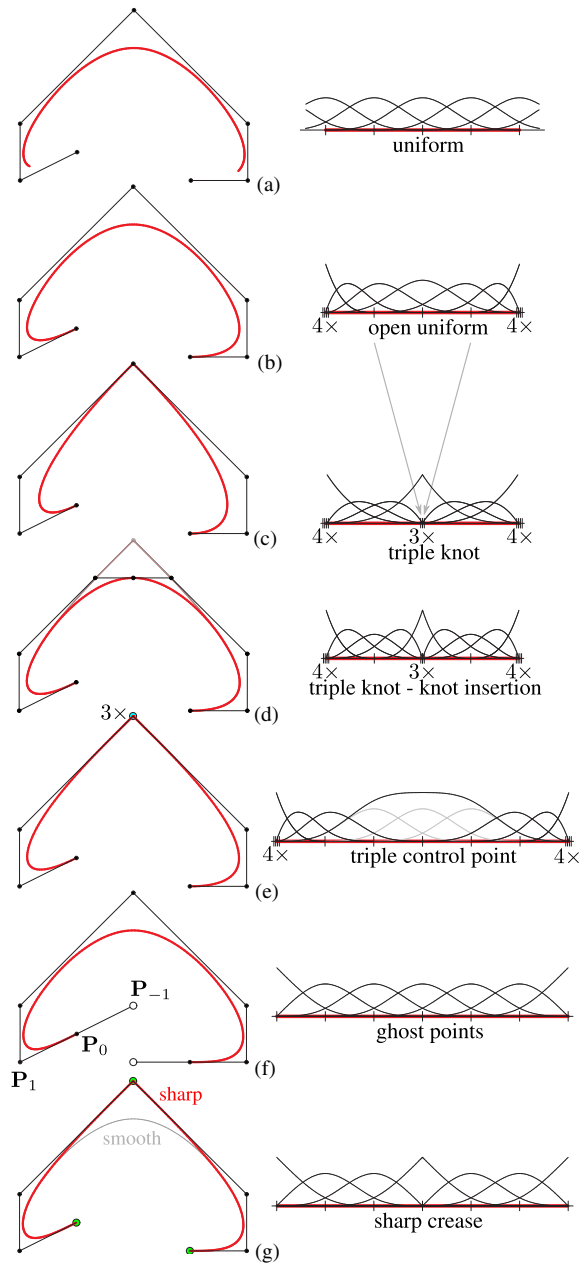 uniform
(a)
4× open uniform 4×
(b)
4× 3× 4×
triple knot
(c)
4× 3× 4×
triple knot - knot insertion
(d)
3×
4× triple control point 4×
(e)
P₋₁
P₀
P₁
ghost points
(f)
sharp
smooth
sharp crease
(g)